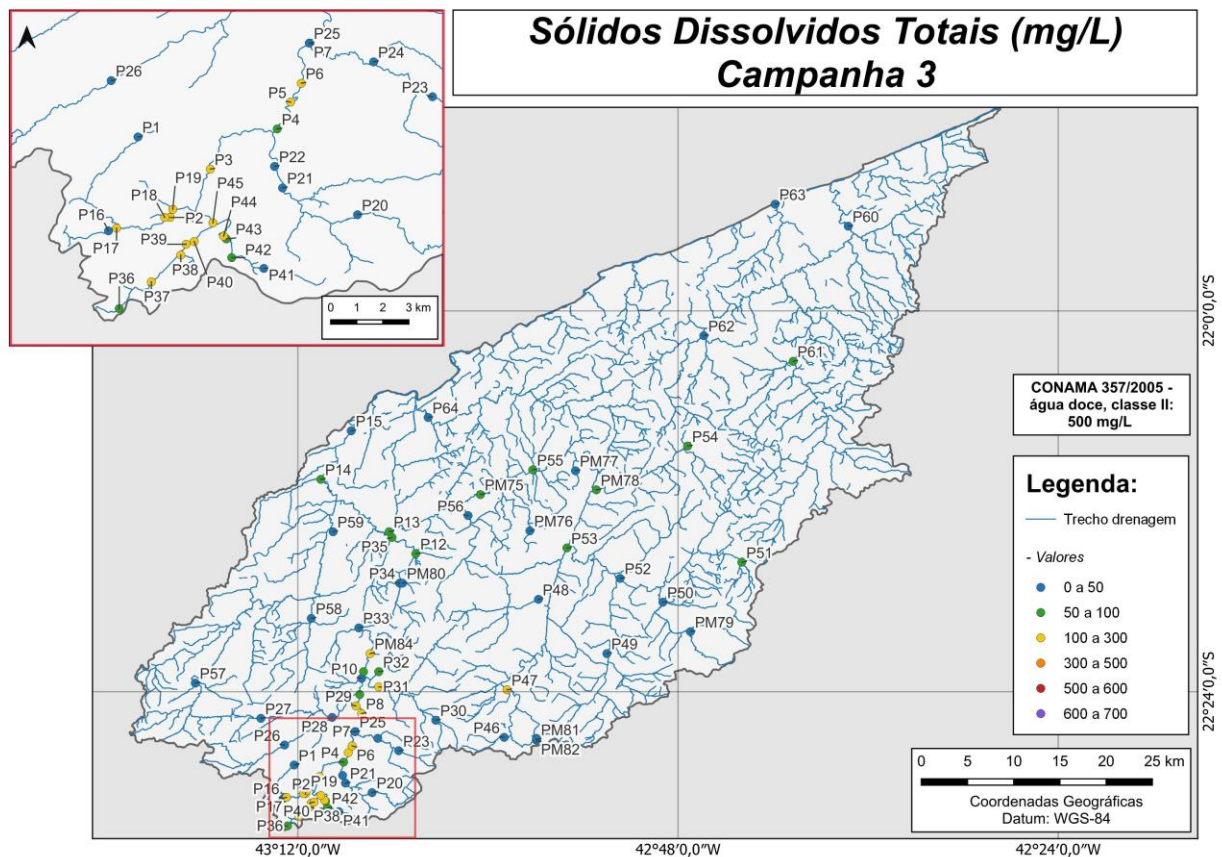 Sólidos Dissolvidos Totais (mg/L)
Campanha 3
P25
P7
P24
P26
P6
P23
P5
P4
P1
P3
P22
P45
P21
P19
P44
P18
P16
P2
P20
P43
P17
P39
P42
P38
P41
P40
P36
P37
0 1 2 3 km
P63
P60
22°0'0,0"S
P62
P61
CONAMA 357/2005 -
água doce, classe II:
500 mg/L
P64
P15
P54
P55
PM77
P14
PM78
PM75
P56
P59
P13
PM76
P35
P12
P53
P51
P34
PM80
P52
P48
P50
P58
P33
PM79
PM84
P49
P10
P32
P57
P31
P47
P29
P8
22°24'0,0"S
P27
P28
P25
P30
P26
P7
P46
PM81
P23
PM82
P4
P6
P1
P21
P16
P2
P19
P20
P17
P42
P40
P38
P41
P36
Legenda:
Trecho drenagem
- Valores
0 a 50
50 a 100
100 a 300
300 a 500
500 a 600
600 a 700
0 5 10 15 20 25 km
Coordenadas Geográficas
Datum: WGS-84
43°12'0,0"W
42°48'0,0"W
42°24'0,0"W